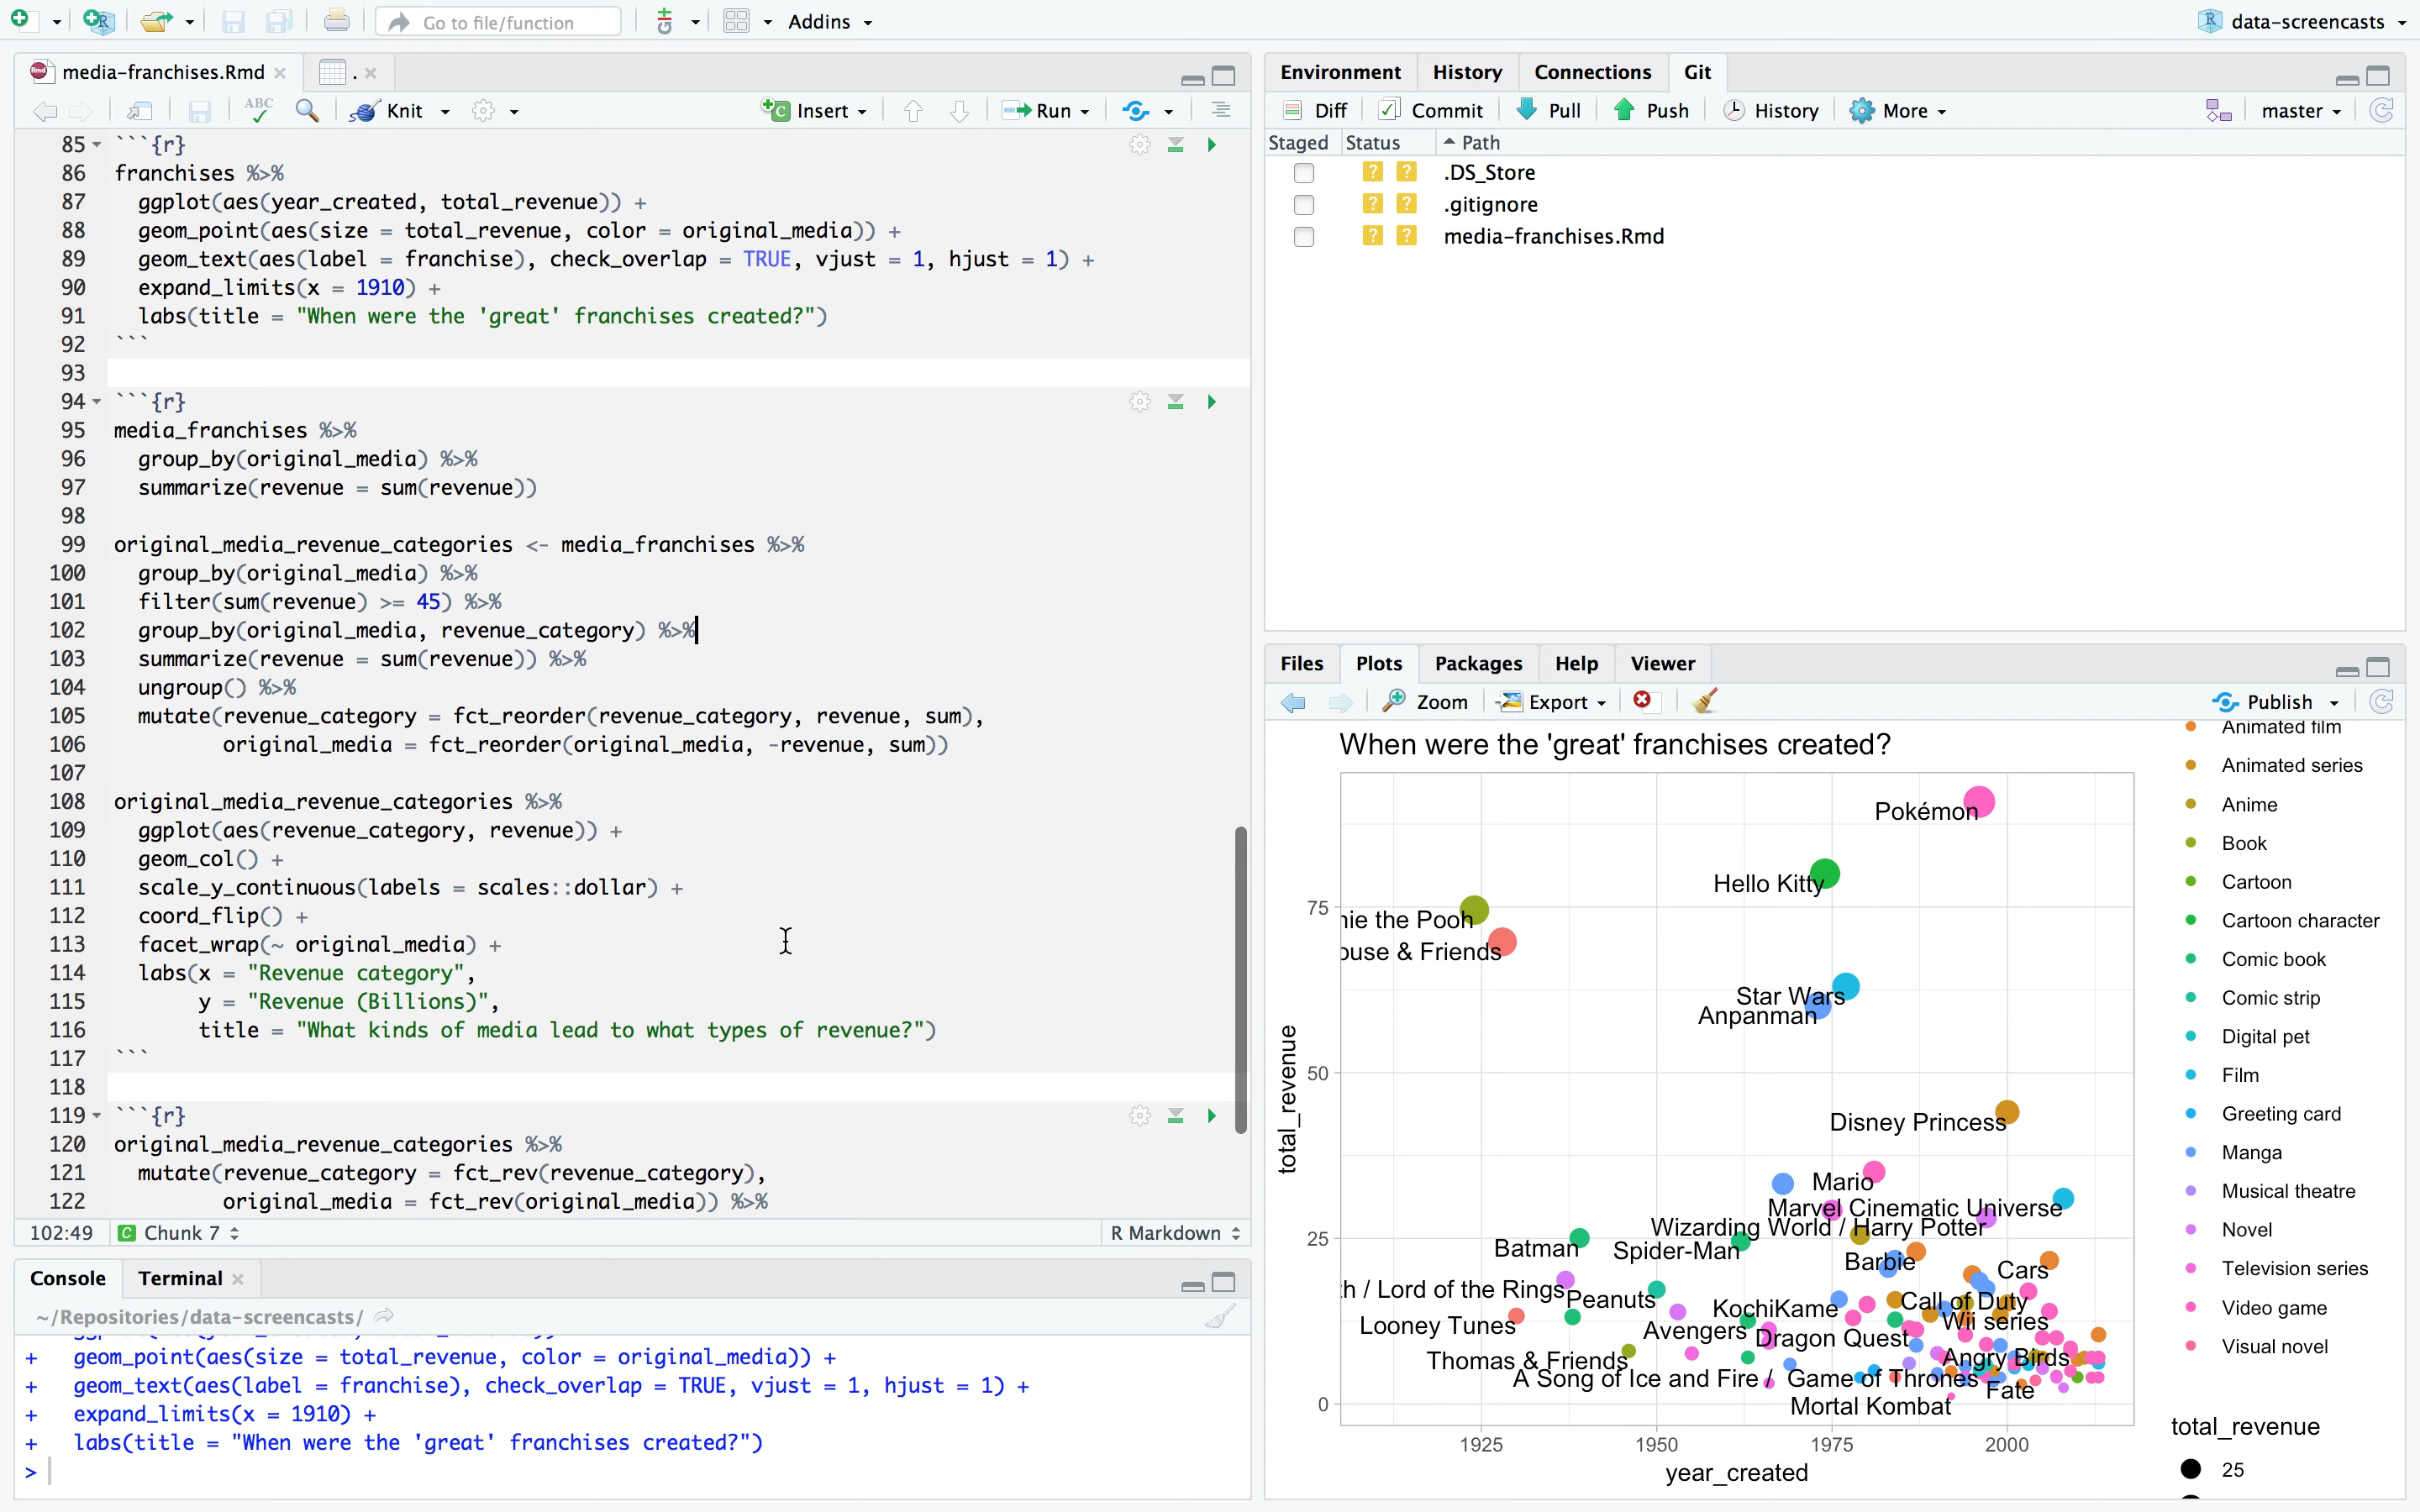 Go to file/function
Addins
data-screencasts
media-franchises.Rmd
.
ABC
Knit
Insert
Run
85 ```{r}
86 franchises %>%
87 ggplot(aes(year_created, total_revenue)) +
88 geom_point(aes(size = total_revenue, color = original_media)) +
89 geom_text(aes(label = franchise), check_overlap = TRUE, vjust = 1, hjust = 1) +
90 expand_limits(x = 1910) +
91 labs(title = "When were the 'great' franchises created?")
92 ```
93
94 ```{r}
95 media_franchises %>%
96 group_by(original_media) %>%
97 summarize(revenue = sum(revenue))
98
99 original_media_revenue_categories <- media_franchises %>%
100 group_by(original_media) %>%
101 filter(sum(revenue) >= 45) %>%
102 group_by(original_media, revenue_category) %>%
103 summarize(revenue = sum(revenue)) %>%
104 ungroup() %>%
105 mutate(revenue_category = fct_reorder(revenue_category, revenue, sum),
106 original_media = fct_reorder(original_media, -revenue, sum))
107
108 original_media_revenue_categories %>%
109 ggplot(aes(revenue_category, revenue)) +
110 geom_col() +
111 scale_y_continuous(labels = scales::dollar) +
112 coord_flip() +
113 facet_wrap(~ original_media) +
114 labs(x = "Revenue category",
115 y = "Revenue (Billions)",
116 title = "What kinds of media lead to what types of revenue?")
117 ```
118
119 ```{r}
120 original_media_revenue_categories %>%
121 mutate(revenue_category = fct_rev(revenue_category),
122 original_media = fct_rev(original_media)) %>%
102:49
C Chunk 7
R Markdown
Console
Terminal
~/Repositories/data-screencasts/
+ geom_point(aes(size = total_revenue, color = original_media)) +
+ geom_text(aes(label = franchise), check_overlap = TRUE, vjust = 1, hjust = 1) +
+ expand_limits(x = 1910) +
+ labs(title = "When were the 'great' franchises created?")
>
Environment
History
Connections
Git
Diff
Commit
Pull
Push
History
More
master
Staged
Status
Path
? ? .DS_Store
? ? .gitignore
? ? media-franchises.Rmd
Files
Plots
Packages
Help
Viewer
Zoom
Export
Publish
When were the 'great' franchises created?
total_revenue
75
50
25
0
Pokémon
Hello Kitty
nie the Pooh
ouse & Friends
Star Wars
Anpanman
Disney Princess
Mario
Marvel Cinematic Universe
Wizarding World / Harry Potter
Batman
Spider-Man
Barbie
Cars
h / Lord of the Rings
Peanuts
KochiKame
Call of Duty
Wii series
Looney Tunes
Avengers
Dragon Quest
Thomas & Friends
Angry Birds
A Song of Ice and Fire / Game of Thrones
Fate
Mortal Kombat
1925
1950
1975
2000
year_created
Animated film
Animated series
Anime
Book
Cartoon
Cartoon character
Comic book
Comic strip
Digital pet
Film
Greeting card
Manga
Musical theatre
Novel
Television series
Video game
Visual novel
total_revenue
25